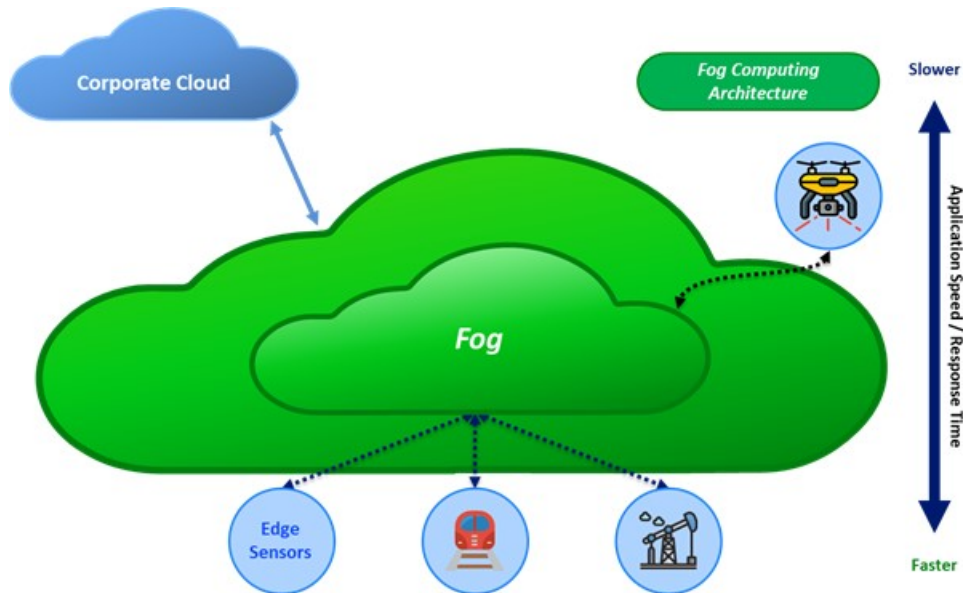 Corporate Cloud
Fog Computing
Architecture
Slower
Application Speed / Response Time
Fog
Edge
Sensors
Faster